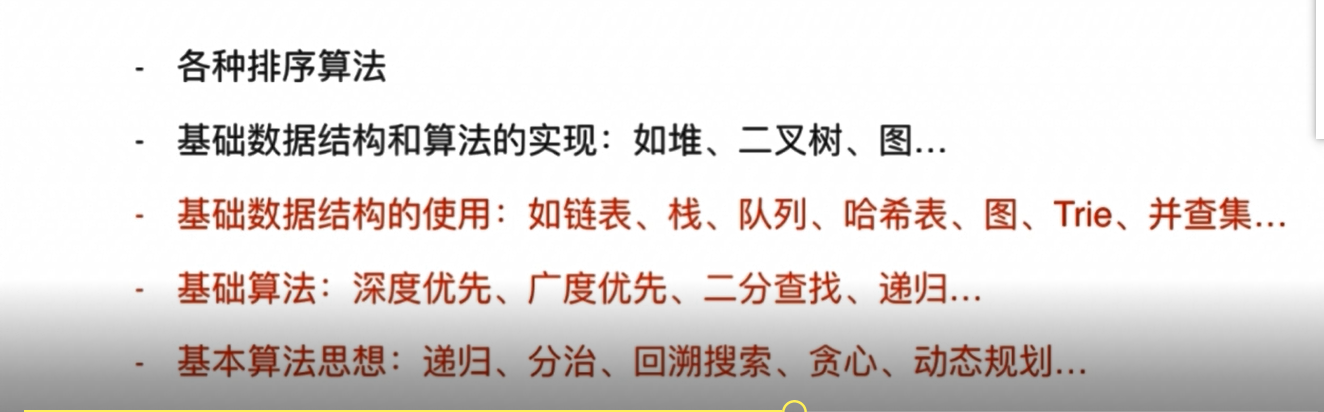 - 各种排序算法
- 基础数据结构和算法的实现：如堆、二叉树、图…
- 基础数据结构的使用：如链表、栈、队列、哈希表、图、Trie、并查集…
- 基础算法：深度优先、广度优先、二分查找、递归…
- 基本算法思想：递归、分治、回溯搜索、贪心、动态规划…